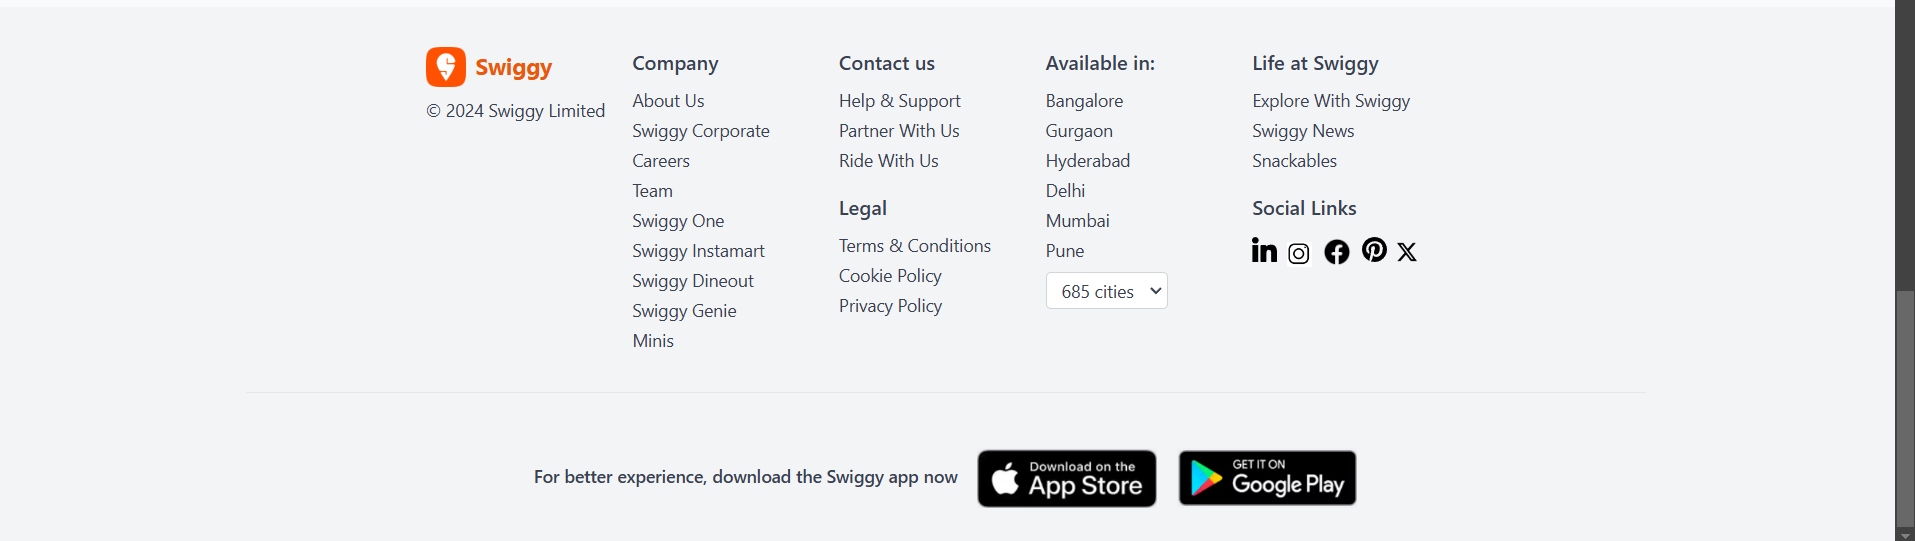 Swiggy
© 2024 Swiggy Limited
Company
About Us
Swiggy Corporate
Careers
Team
Swiggy One
Swiggy Instamart
Swiggy Dineout
Swiggy Genie
Minis
Contact us
Help & Support
Partner With Us
Ride With Us
Legal
Terms & Conditions
Cookie Policy
Privacy Policy
Available in:
Bangalore
Gurgaon
Hyderabad
Delhi
Mumbai
Pune
685 cities
Life at Swiggy
Explore With Swiggy
Swiggy News
Snackables
Social Links
For better experience, download the Swiggy app now
Download on the
App Store
GET IT ON
Google Play